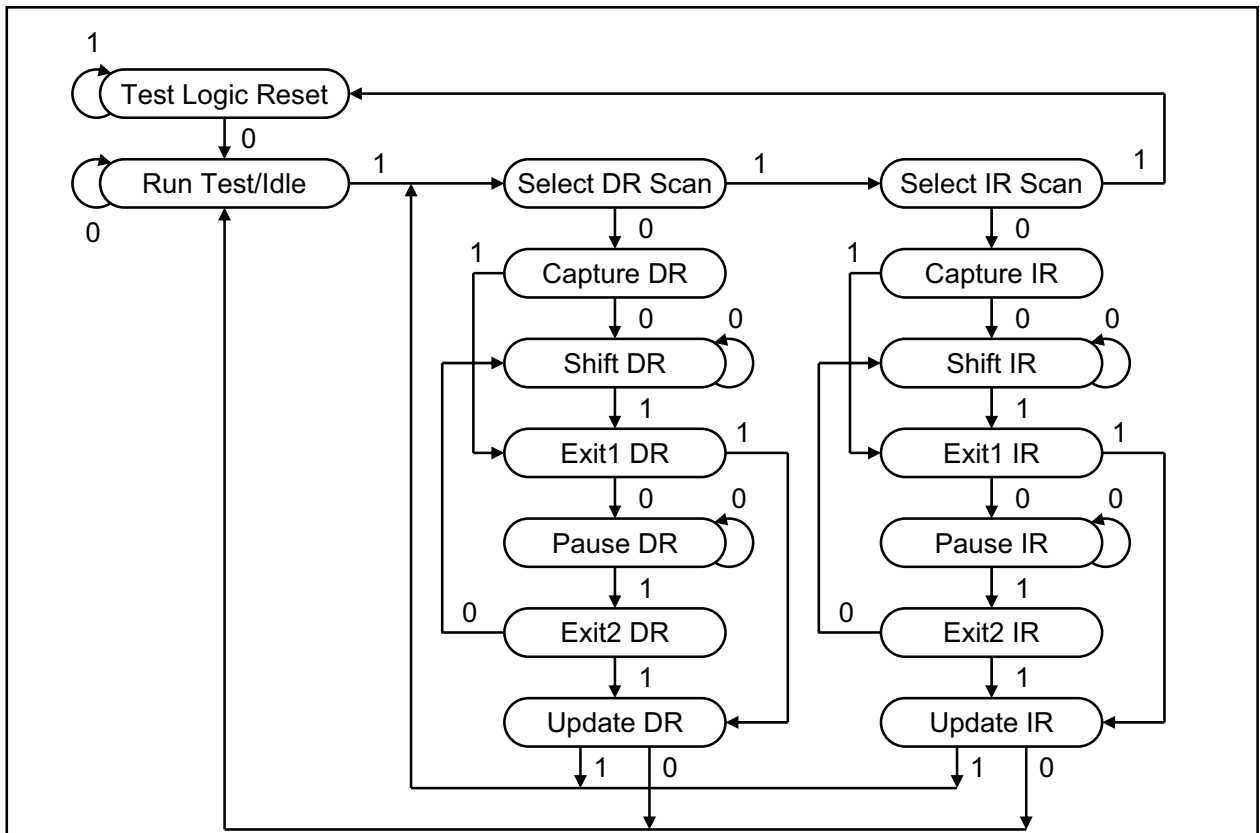 1
Test Logic Reset
0
Run Test/Idle
1
Select DR Scan
1
Select IR Scan
1
0
0
0
1
Capture DR
1
Capture IR
0
0
0
0
Shift DR
Shift IR
1
1
Exit1 DR
1
Exit1 IR
1
0
0
0
0
Pause DR
Pause IR
1
1
0
Exit2 DR
0
Exit2 IR
1
1
Update DR
Update IR
1
0
1
0